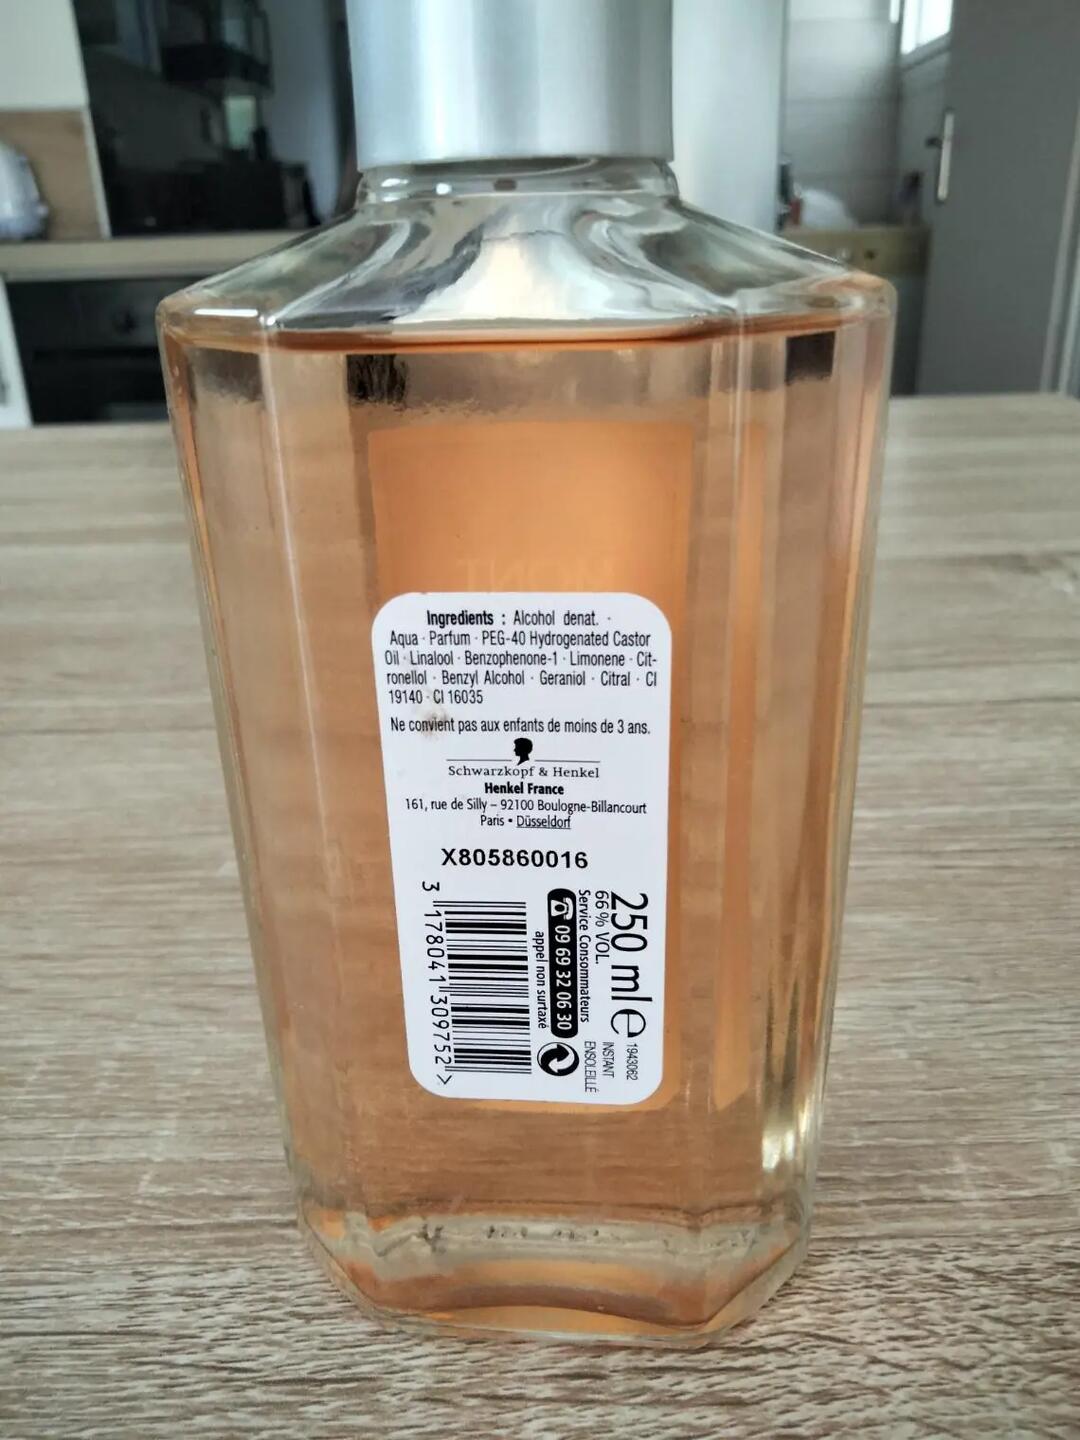 MONT
Ingredients : Alcohol denat. ·
Aqua · Parfum · PEG-40 Hydrogenated Castor
Oil · Linalool · Benzophenone-1 · Limonene · Cit-
ronellol · Benzyl Alcohol · Geraniol · Citral · CI
19140 · CI 16035
Ne convient pas aux enfants de moins de 3 ans.
Schwarzkopf & Henkel
Henkel France
161, rue de Silly – 92100 Boulogne-Billancourt
Paris • Düsseldorf
X805860016
250 ml e
66 % VOL.
Service Consommateurs
09 69 32 06 30
appel non surtaxé
1943062
INSTANT
ENSOLEILLÉ
3 178041 309752 >